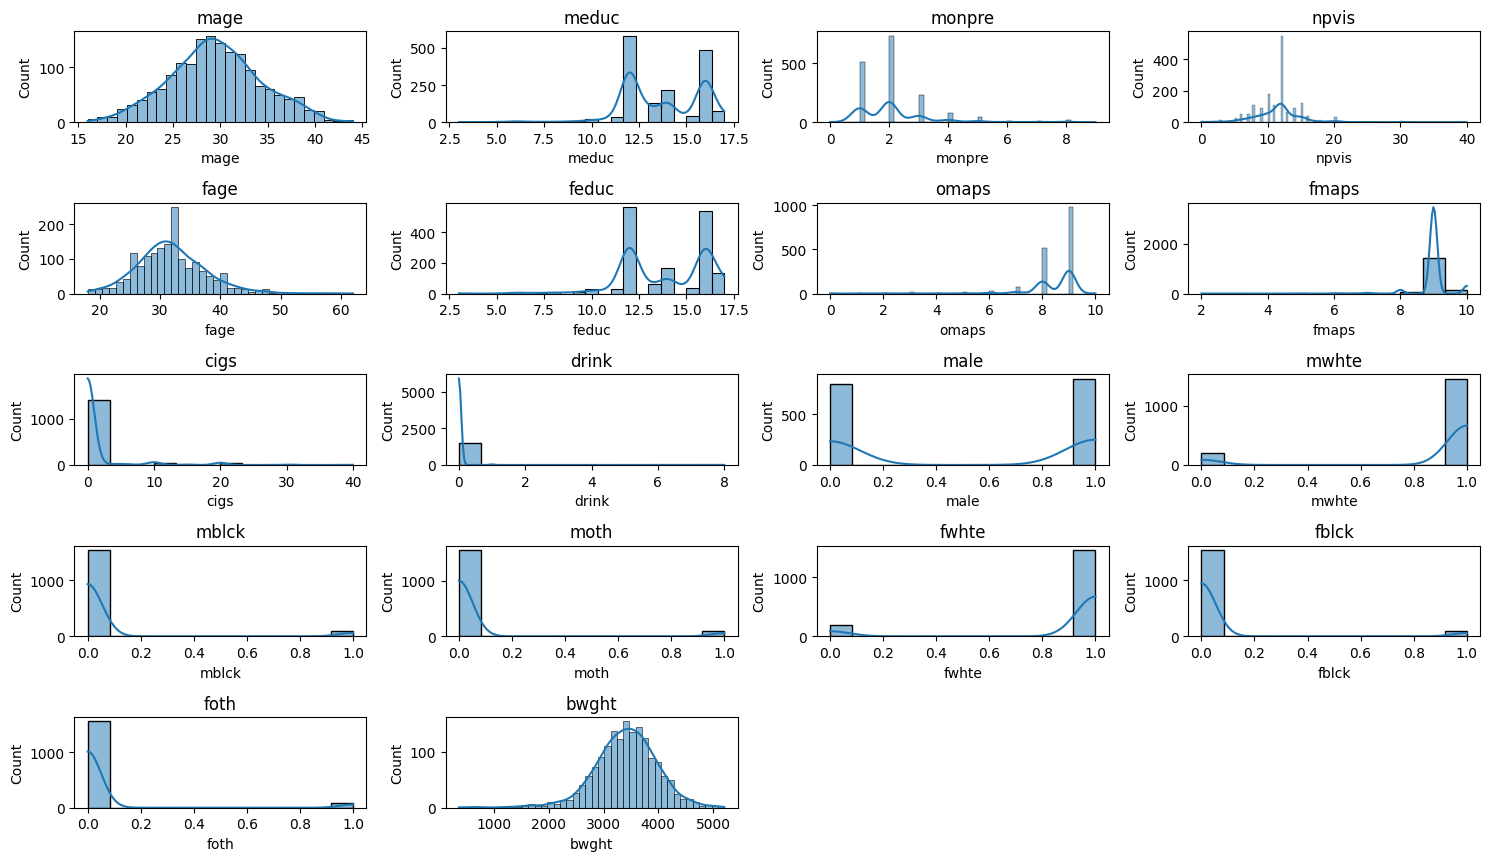 mage meduc monpre npvis
Count 0 100
15 20 25 30 35 40 45
mage
Count 0 250 500
2.5 5.0 7.5 10.0 12.5 15.0 17.5
meduc
Count 0 500
0 2 4 6 8
monpre
Count 0 200 400
0 10 20 30 40
npvis
fage feduc omaps fmaps
Count 0 100 200
20 30 40 50 60
fage
Count 0 200 400
2.5 5.0 7.5 10.0 12.5 15.0 17.5
feduc
Count 0 500 1000
0 2 4 6 8 10
omaps
Count 0 2000
2 4 6 8 10
fmaps
cigs drink male mwhte
Count 0 1000
0 10 20 30 40
cigs
Count 0 2500 5000
0 2 4 6 8
drink
Count 0 500
0.0 0.2 0.4 0.6 0.8 1.0
male
Count 0 1000
0.0 0.2 0.4 0.6 0.8 1.0
mwhte
mblck moth fwhte fblck
Count 0 1000
0.0 0.2 0.4 0.6 0.8 1.0
mblck
Count 0 1000
0.0 0.2 0.4 0.6 0.8 1.0
moth
Count 0 1000
0.0 0.2 0.4 0.6 0.8 1.0
fwhte
Count 0 1000
0.0 0.2 0.4 0.6 0.8 1.0
fblck
foth bwght
Count 0 1000
0.0 0.2 0.4 0.6 0.8 1.0
foth
Count 0 100
1000 2000 3000 4000 5000
bwght